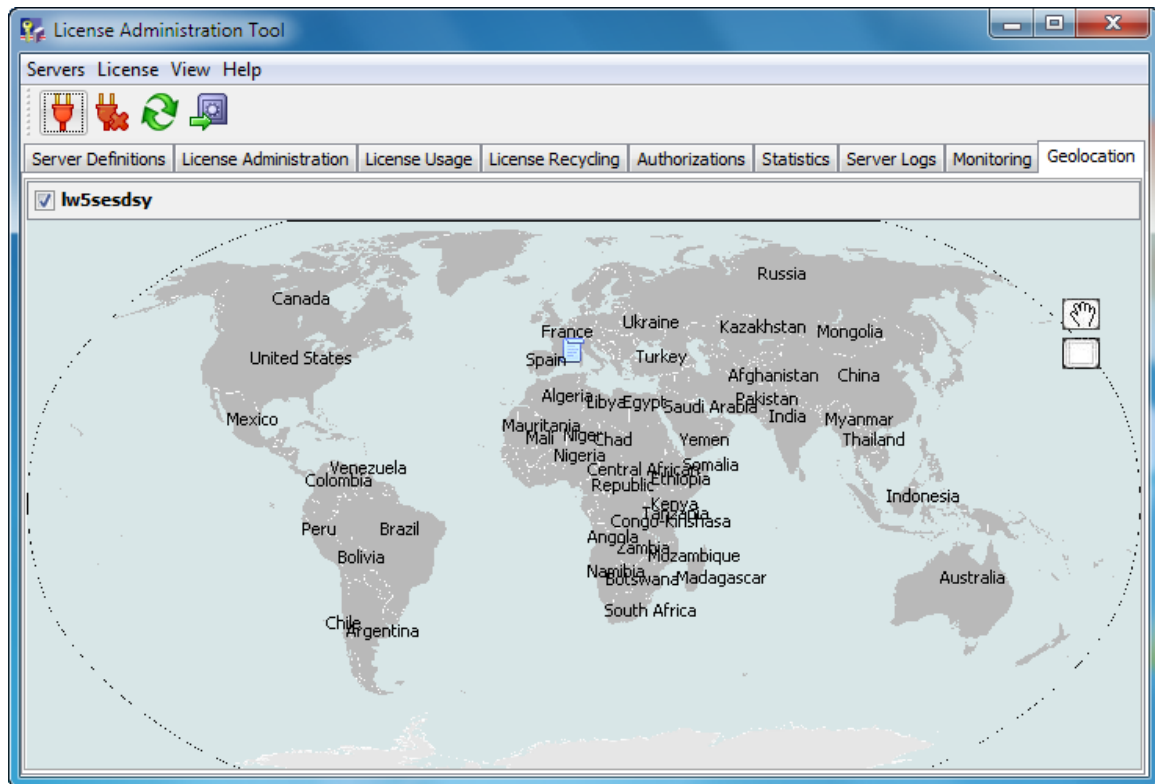 License Administration Tool
Servers License View Help
Server Definitions License Administration License Usage License Recycling Authorizations Statistics Server Logs Monitoring Geolocation
lw5sesdsy
Russia
Canada
France Ukraine Kazakhstan Mongolia
United States Spain Turkey
Afghanistan China
Algeria Libya Egypt Saudi Arabia Pakistan
Mexico India Myanmar
Mauritania
Mali Niger Chad Yemen Thailand
Nigeria
Venezuela Central African Somalia
Colombia Republic Ethiopia
Indonesia
Kenya
Tanzania
Peru Brazil Congo-Kinshasa
Angola
Zambia
Bolivia Mozambique
Namibia
Botswana Madagascar Australia
South Africa
Chile
Argentina